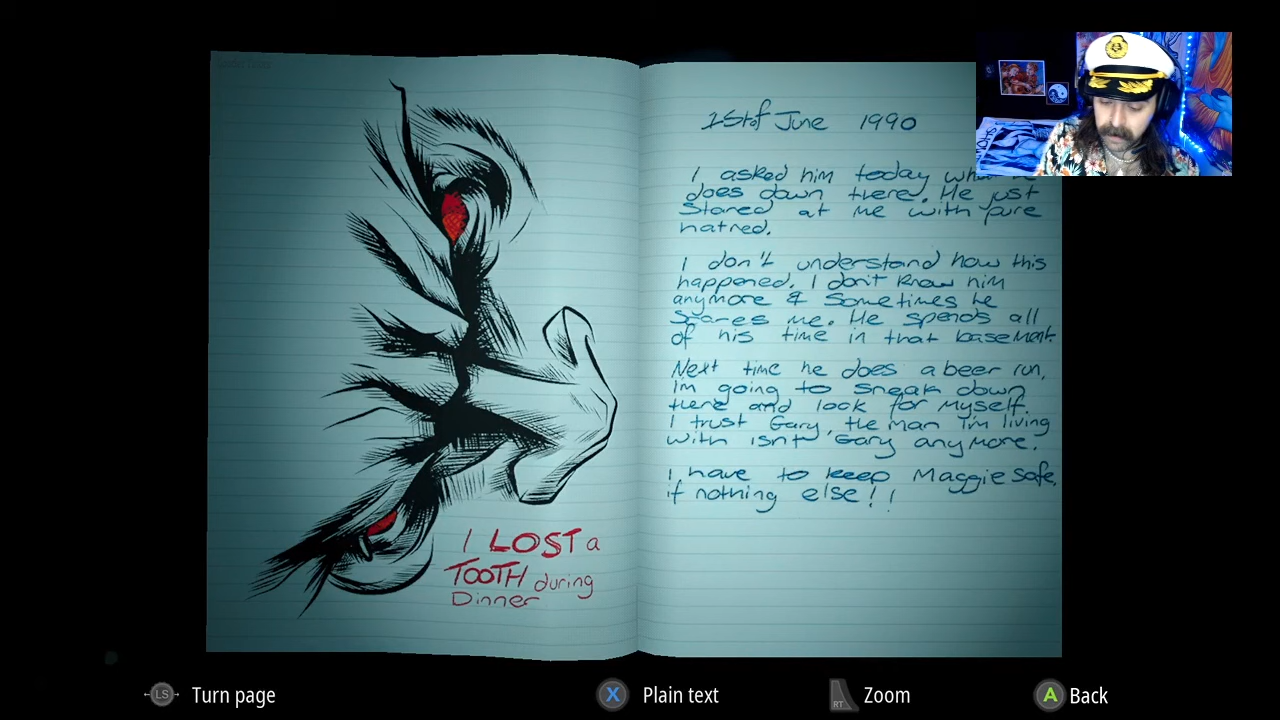 I LOST a
TOOTH during
Dinner
1st of June 1990
I asked him today
does down there. He just
stared at me with pure
hatred.
I don't understand how this
happened. I don't know him
anymore & sometimes he
scares me. He spends all
of his time in that basement.
Next time he does a beer run,
I'm going to sneak down
there and look for myself.
I trust Gary, the man I'm living
with isn't Gary anymore.
I have to keep Maggie safe,
if nothing else!!
LS
Turn page
X
Plain text
RT
Zoom
A
Back